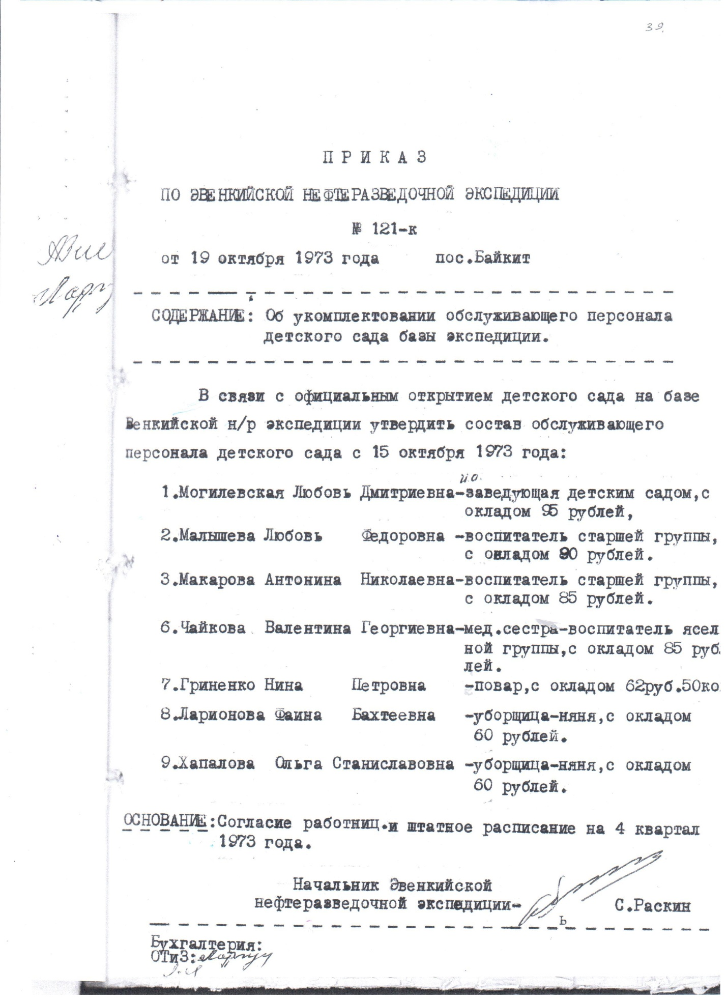 39.
П Р И К А З
ПО ЭВЕНКИЙСКОЙ НЕФТЕРАЗВЕДОЧНОЙ ЭКСПЕДИЦИИ
№ 121-к
от 19 октября 1973 года пос.Байкит
СОДЕРЖАНИЕ: Об укомплектовании обслуживающего персонала
детского сада базы экспедиции.
В связи с официальным открытием детского сада на базе
Венкийской н/р экспедиции утвердить состав обслуживающего
персонала детского сада с 15 октября 1973 года:
и.о.
1.Могилевская Любовь Дмитриевна-заведующая детским садом,с
окладом 95 рублей,
2.Малышева Любовь Федоровна -воспитатель старшей группы,
с окладом 90 рублей.
3.Макарова Антонина Николаевна-воспитатель старшей группы,
с окладом 85 рублей.
6.Чайкова Валентина Георгиевна-мед.сестра-воспитатель ясел
ной группы,с окладом 85 руб
лей.
7.Гриненко Нина Петровна -повар,с окладом 62руб.50ко
8.Ларионова Фаина Бахтеевна -уборщица-няня,с окладом
60 рублей.
9.Хапалова Ольга Станиславовна -уборщица-няня,с окладом
60 рублей.
ОСНОВАНИЕ:Согласие работниц.и штатное расписание на 4 квартал
1973 года.
Начальник Эвенкийской
нефтеразведочной экспедиции- С.Раскин
ь
Бухгалтерия:
ОТиЗ: